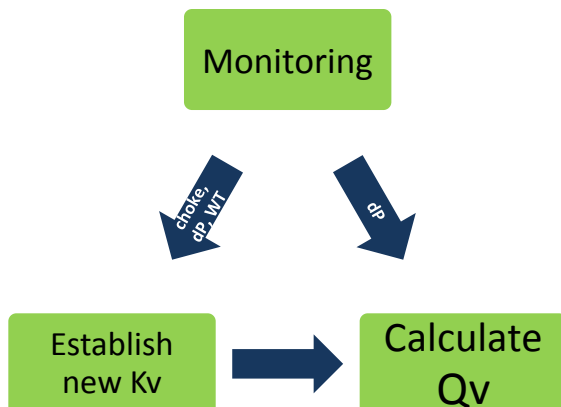 Monitoring
choke,
dP, WT
dP
Establish
new Kv
Calculate
Qv